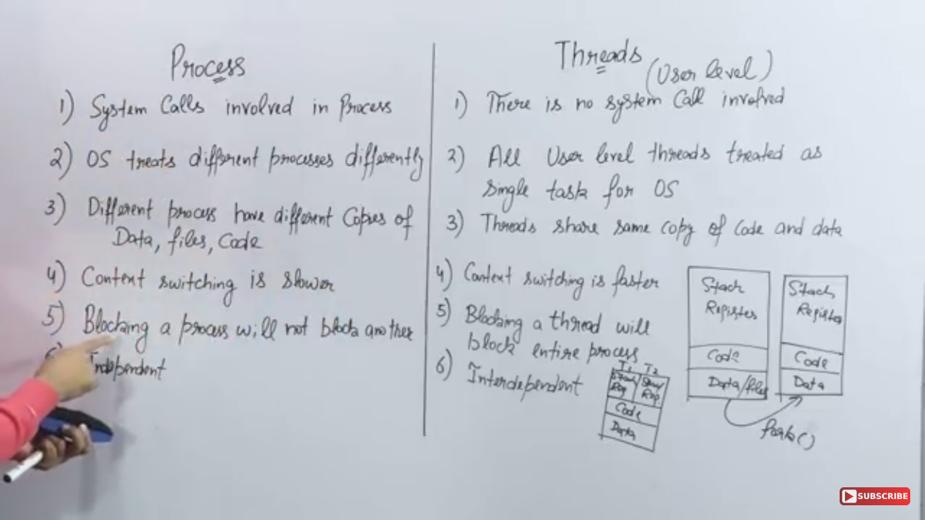 Process
1) System Calls involved in Process
2) OS treats different processes differently
3) Different process have different Copies of
Data, files, Code
4) Context switching is slower
5) Blocking a process will not block another
6) Independent
Threads
(User level)
1) There is no system Call involved
2) All User level threads treated as
single task for OS
3) Threads share same copy of Code and data
4) Context switching is faster
5) Blocking a thread will
block entire process
6) Interdependent
T1 T2
Stack Stack
Reg Reg.
Code
Data
Stack
Registers
Code
Data/files
Stack
Registers
Code
Data
fork()
SUBSCRIBE